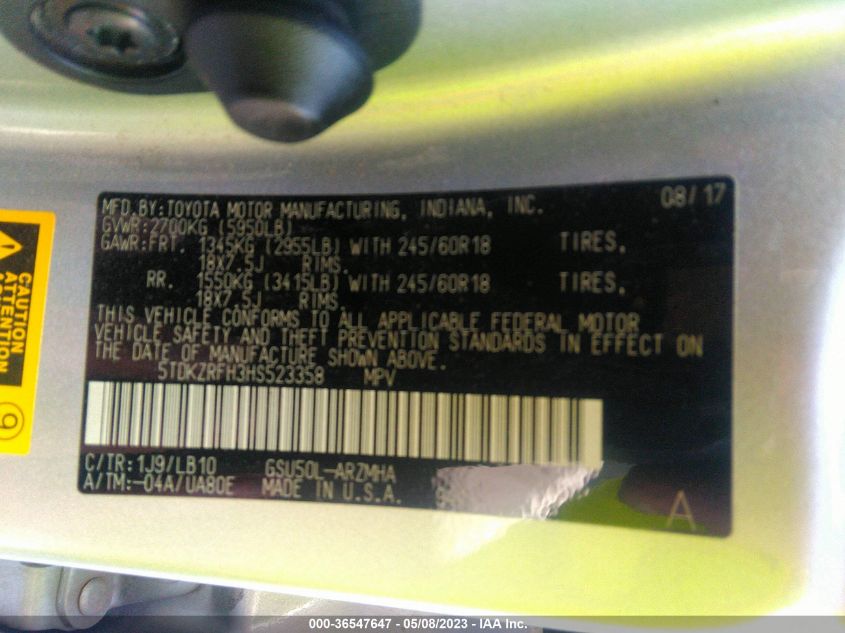 MFD. BY: TOYOTA MOTOR MANUFACTURING, INDIANA, INC. 08/17
GVWR: 2700KG (5950LB)
GAWR: FRT. 1345KG (2955LB) WITH 245/60R18 TIRES,
18X7.5J RIMS.
RR. 1550KG (3415LB) WITH 245/60R18 TIRES,
18X7.5J RIMS
THIS VEHICLE CONFORMS TO ALL APPLICABLE FEDERAL MOTOR
VEHICLE SAFETY AND THEFT PREVENTION STANDARDS IN EFFECT ON
THE DATE OF MANUFACTURE SHOWN ABOVE.
5TDKZRFH3HS523358 MPV
C/TR: 1J9/LB10 GSU50L-ARZMHA
A/TM: -04A/UA80E MADE IN U.S.A.
A
CAUTION
ATTENTION
000-36547647 - 05/08/2023 - IAA Inc.